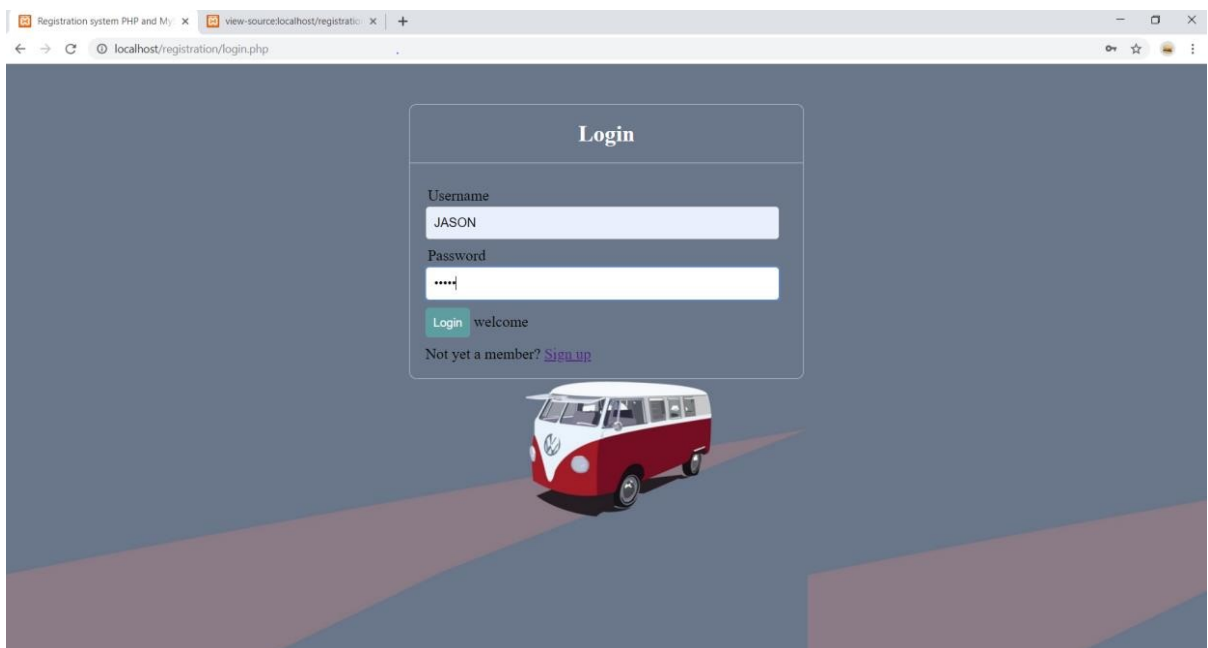 Registration system PHP and My
view-source:localhost/registratio
localhost/registration/login.php
Login
Username
JASON
Password
•••••
Login welcome
Not yet a member? Sign up